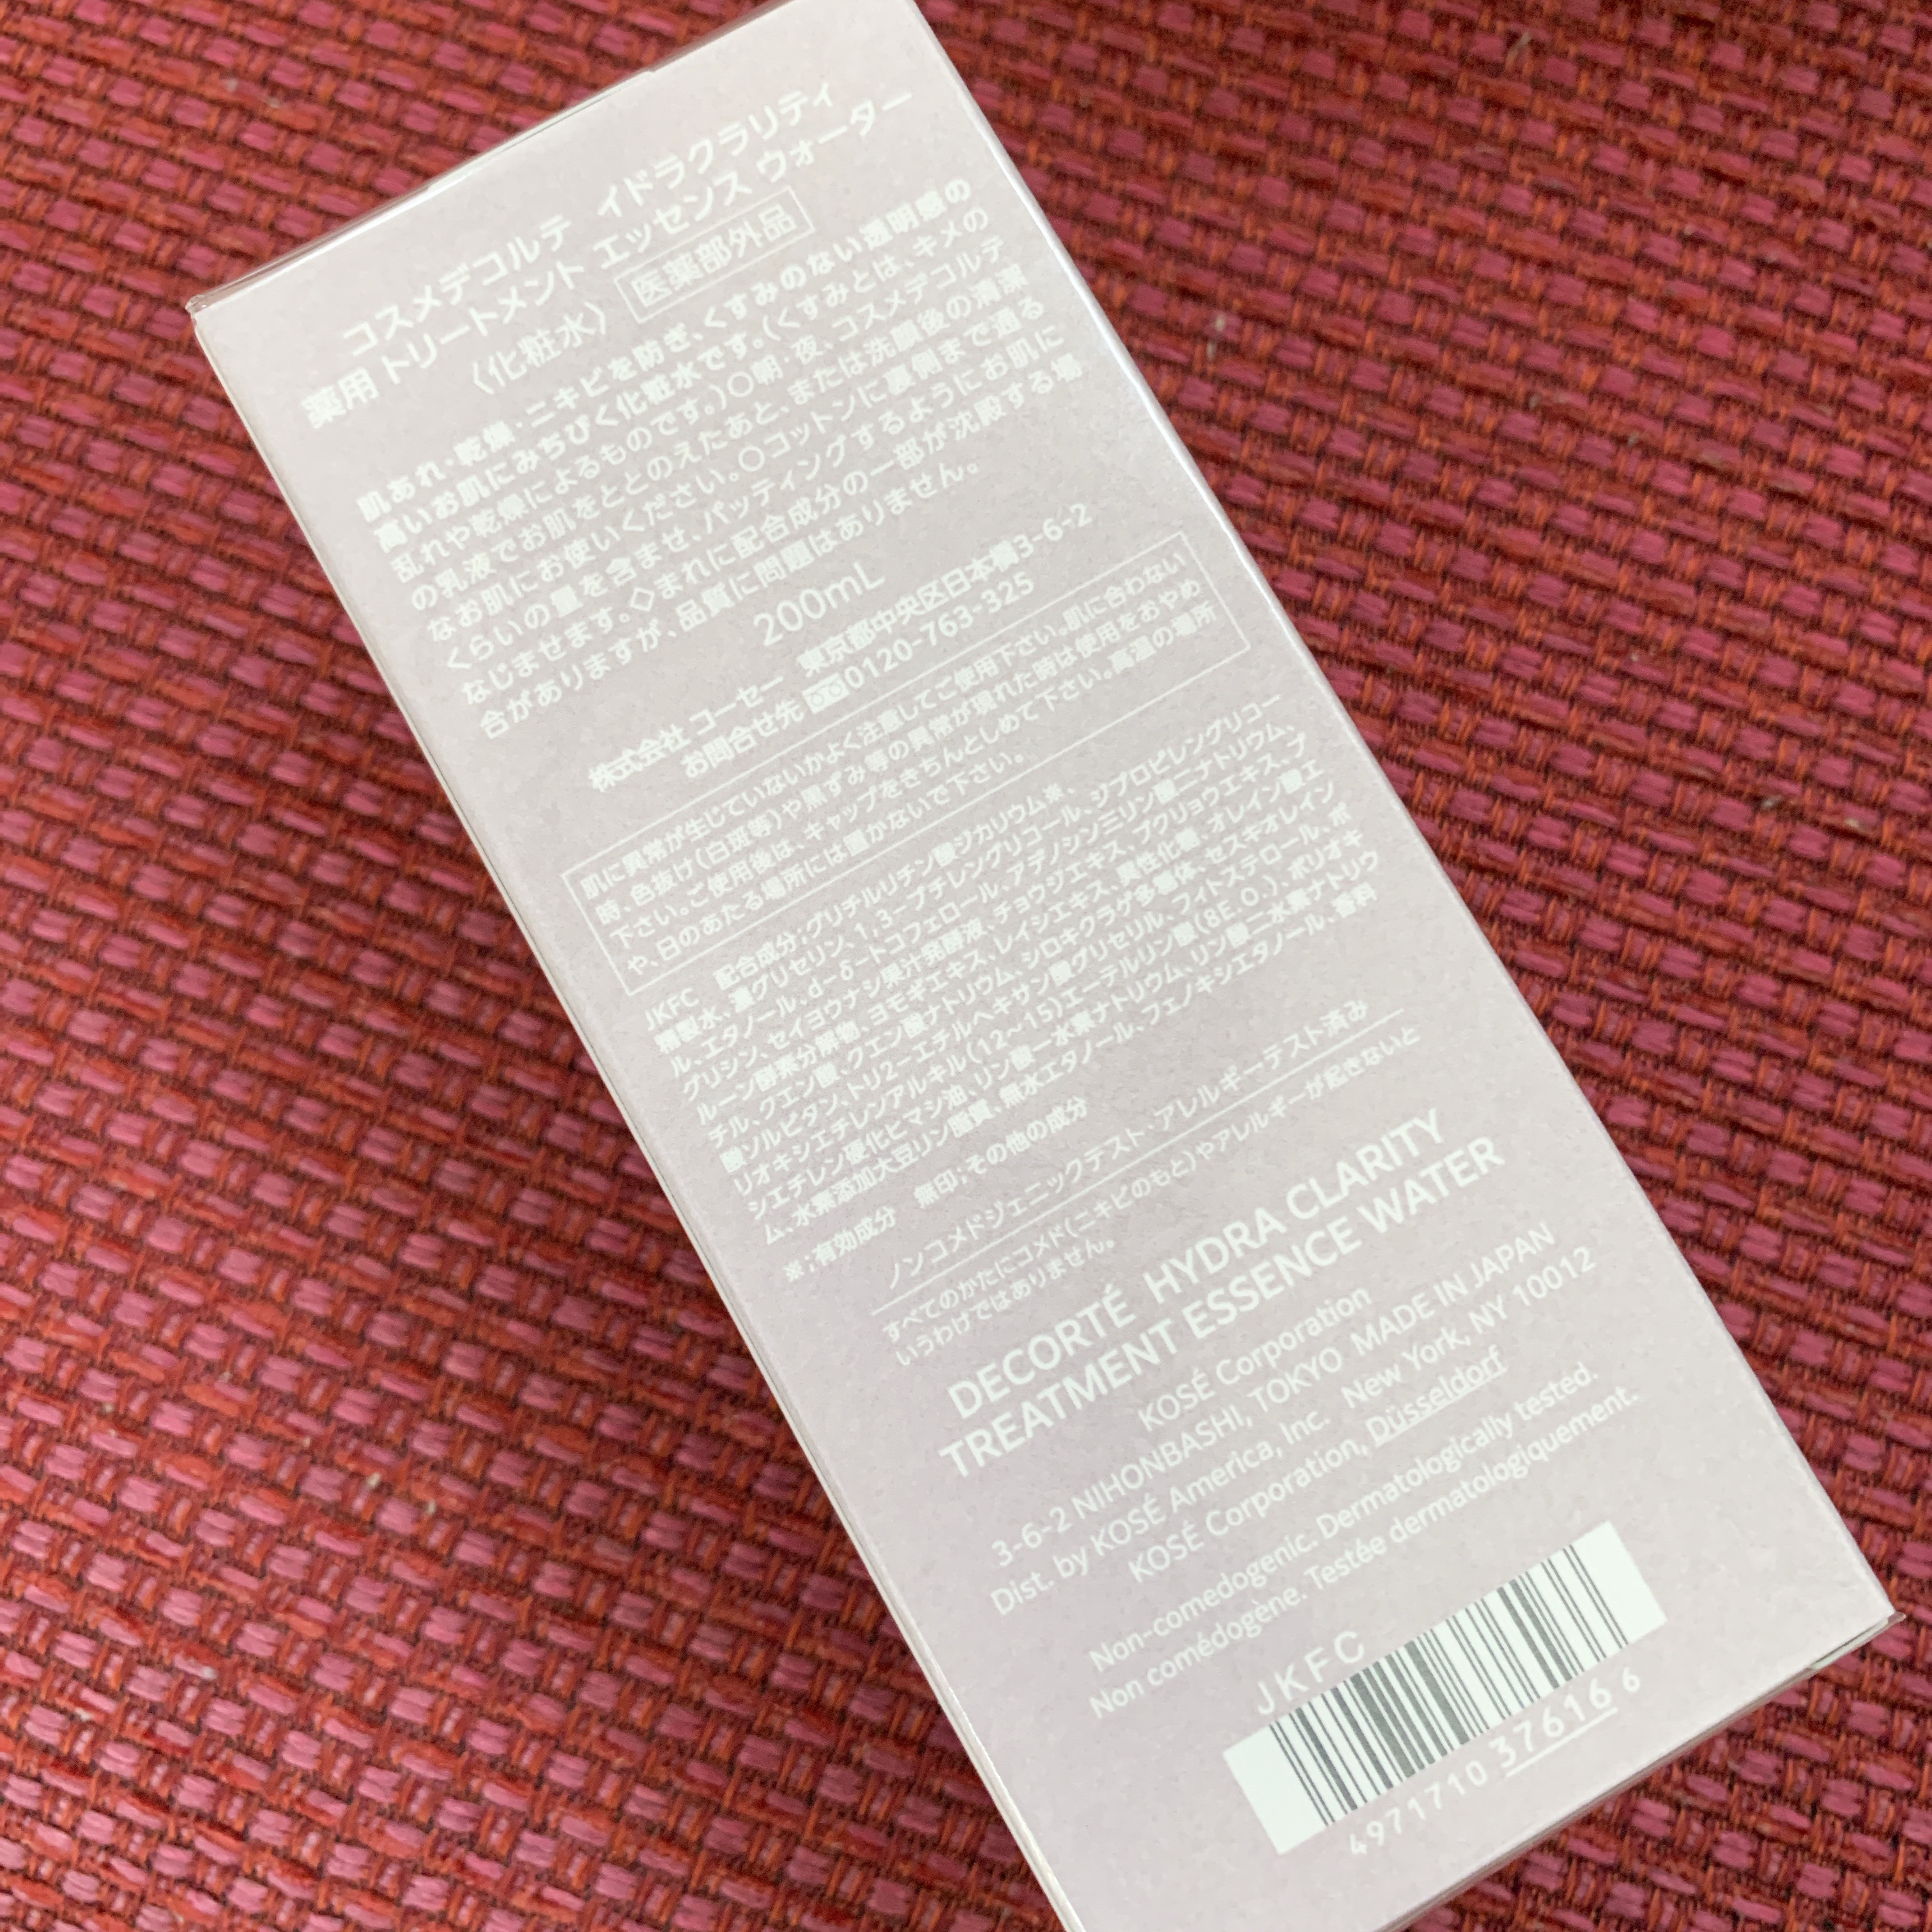 コスメデコルテ　イドラクラリティ
薬用 トリートメント エッセンス ウォーター
〈化粧水〉 医薬部外品
肌あれ・乾燥・ニキビを防ぎ、くすみのない透明感の
高いお肌にみちびく化粧水です。(くすみとは、キメの
乱れや乾燥によるものです。)○朝・夜、コスメデコルテ
の乳液でお肌をととのえたあと、または洗顔後の清潔
なお肌にお使いください。○コットンに裏側まで通る
くらいの量を含ませ、パッティングするようにお肌に
なじませます。◇まれに配合成分の一部が沈殿する場
合がありますが、品質に問題はありません。
200mL
株式会社 コーセー　東京都中央区日本橋3-6-2
お問合せ先 0120-763-325
肌に異常が生じていないかよく注意してご使用下さい。肌に合わない
時、色抜け(白斑等)や黒ずみ等の異常が現れた時は使用をおやめ
下さい。ご使用後は、キャップをきちんとしめて下さい。高温の場所
や、日のあたる場所には置かないで下さい。
JKFC　配合成分;グリチルリチン酸ジカリウム※、
精製水、濃グリセリン、1,3-ブチレングリコール、ジプロピレングリコー
ル、エタノール、d-δ-トコフェロール、アデノシン三リン酸二ナトリウム、
グリシン、セイヨウナシ果汁発酵液、チョウジエキス、ブクリョウエキス、プ
ルーン酵素分解物、ヨモギエキス、レイシエキス、異性化糖、オレイン酸エ
チル、クエン酸、クエン酸ナトリウム、シロキクラゲ多糖体、セスキオレイン
酸ソルビタン、トリ2-エチルヘキサン酸グリセリル、フィトステロール、ポ
リオキシエチレンアルキル(12～15)エーテルリン酸(8E.O.)、ポリオキ
シエチレン硬化ヒマシ油、リン酸一水素ナトリウム、リン酸二水素ナトリウ
ム、水素添加大豆リン脂質、無水エタノール、フェノキシエタノール、香料
※;有効成分　無印;その他の成分
ノンコメドジェニックテスト・アレルギーテスト済み
すべてのかたにコメド(ニキビのもと)やアレルギーが起きないと
いうわけではありません。
DECORTÉ HYDRA CLARITY
TREATMENT ESSENCE WATER
KOSÉ Corporation
3-6-2 NIHONBASHI, TOKYO MADE IN JAPAN
Dist. by KOSÉ America, Inc. New York, NY 10012
KOSÉ Corporation, Düsseldorf
Non-comedogenic. Dermatologically tested.
Non comédogène. Testée dermatologiquement.
JKFC
4971710 376166